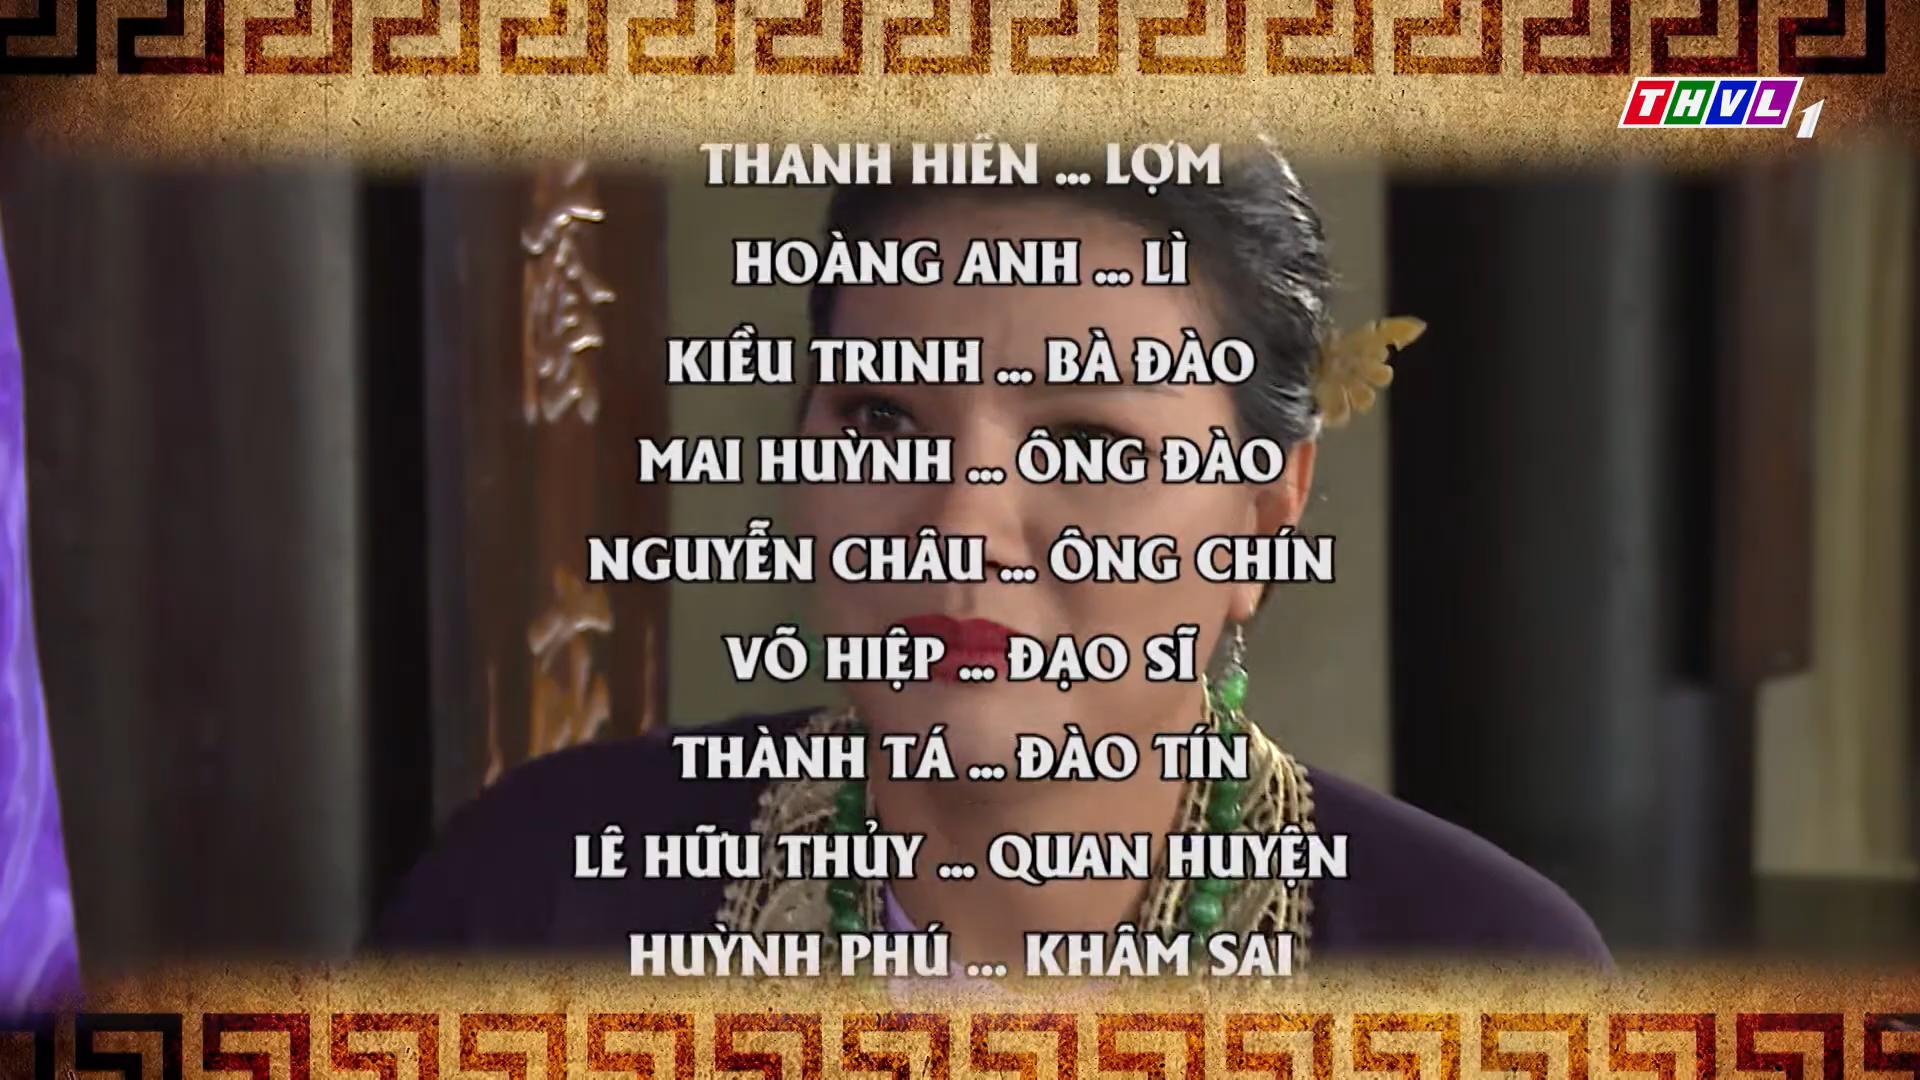 THVL1
THANH HIỀN ... LỢM
HOÀNG ANH ... LÌ
KIỀU TRINH ... BÀ ĐÀO
MAI HUỲNH ... ÔNG ĐÀO
NGUYỄN CHÂU ... ÔNG CHÍN
VÕ HIỆP ... ĐẠO SĨ
THÀNH TÁ ... ĐÀO TÍN
LÊ HỮU THỦY ... QUAN HUYỆN
HUỲNH PHÚ ... KHÂM SAI